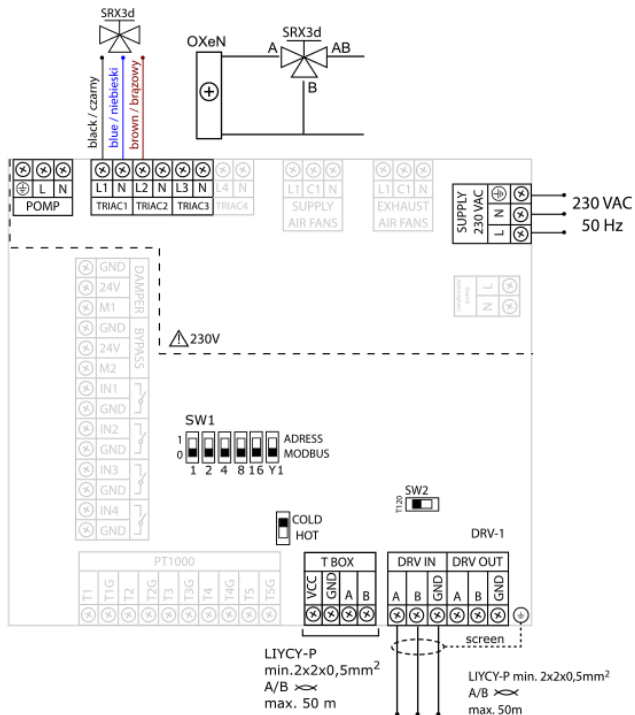 SRX3d
black / czarny
blue / niebieski
brown / brązowy
OXeN
SRX3d
A
AB
B
L N
POMP
L1 N L2 N L3 N L4 N
TRIAC1 TRIAC2 TRIAC3 TRIAC4
L1 C1 N
SUPPLY
AIR FANS
L1 C1 N
EXHAUST
AIR FANS
SUPPLY
230 VAC
N
L
230 VAC
50 Hz
condensate
pump
L
N
GND
24V
M1
DAMPER
GND
24V
M2
BYPASS
IN1
GND
IN2
GND
IN3
GND
IN4
GND
230V
SW1
1
0
ADRESS
MODBUS
1 2 4 8 16 Y1
COLD
HOT
SW2
T120
DRV-1
PT1000
T1 T1G T2 T2G T3 T3G T4 T4G T5 T5G
T BOX
VCC GND A B
DRV IN
A B GND
DRV OUT
A B GND
screen
LIYCY-P
min.2x2x0,5mm²
A/B
max. 50 m
LIYCY-P min. 2x2x0,5mm²
A/B
max. 50m